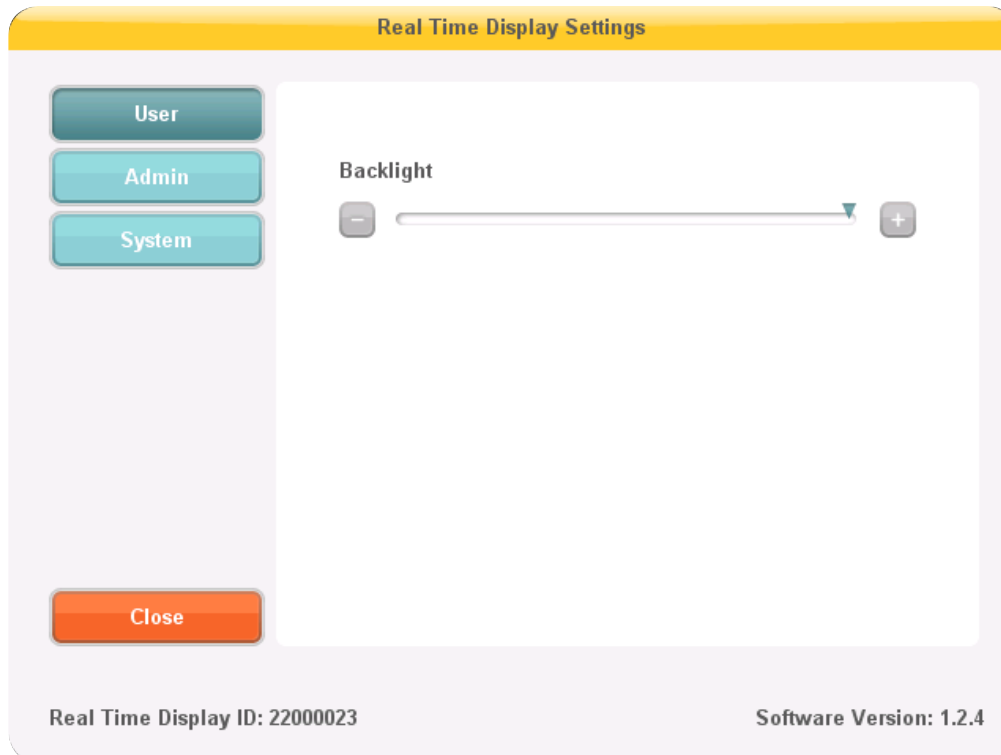 Real Time Display Settings
User
Admin
System
Backlight
−
+
Close
Real Time Display ID: 22000023
Software Version: 1.2.4